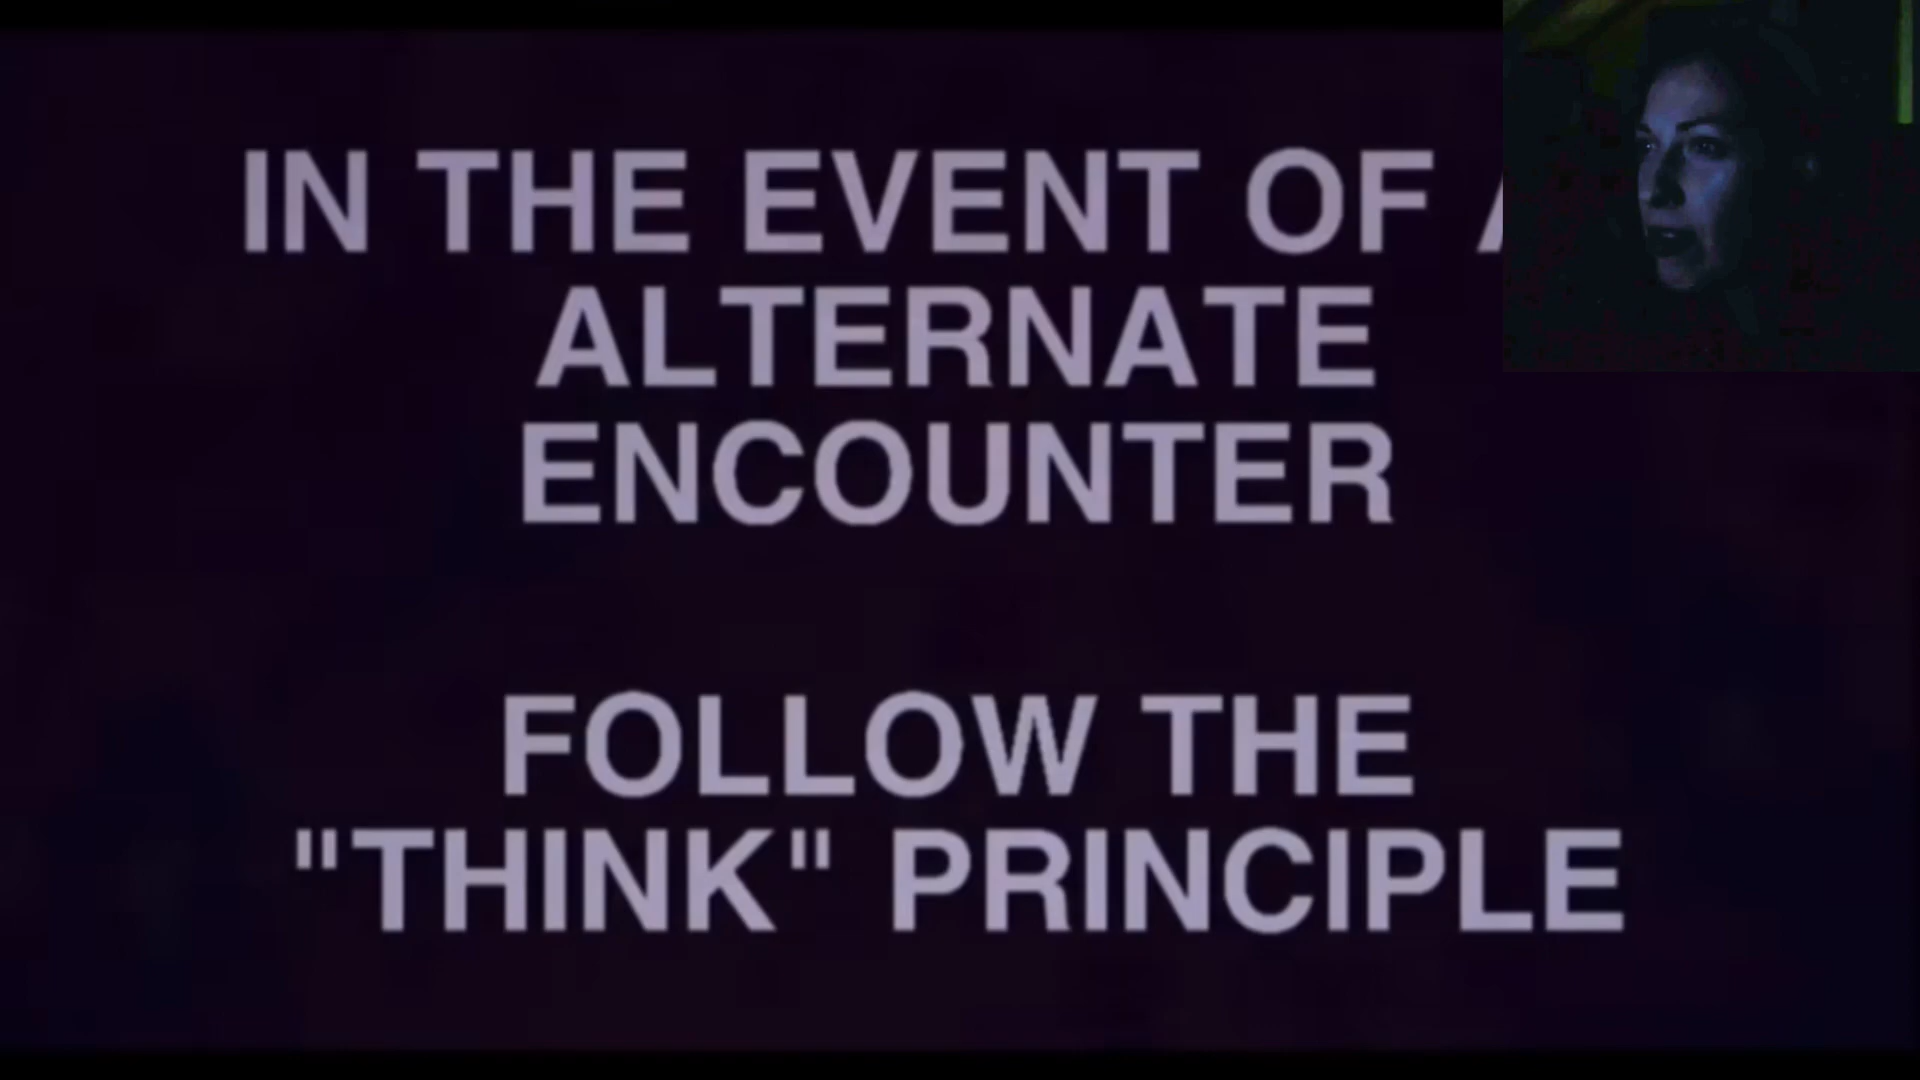 IN THE EVENT OF
ALTERNATE
ENCOUNTER
FOLLOW THE
"THINK" PRINCIPLE